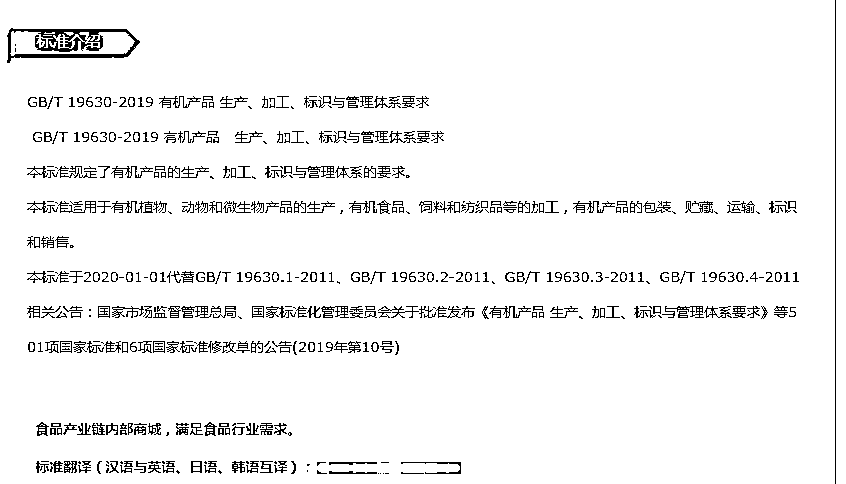 标准介绍
GB/T 19630-2019 有机产品 生产、加工、标识与管理体系要求
GB/T 19630-2019 有机产品 生产、加工、标识与管理体系要求
本标准规定了有机产品的生产、加工、标识与管理体系的要求。
本标准适用于有机植物、动物和微生物产品的生产，有机食品、饲料和纺织品等的加工，有机产品的包装、贮藏、运输、标识
和销售。
本标准于2020-01-01代替GB/T 19630.1-2011、GB/T 19630.2-2011、GB/T 19630.3-2011、GB/T 19630.4-2011
相关公告：国家市场监督管理总局、国家标准化管理委员会关于批准发布《有机产品 生产、加工、标识与管理体系要求》等5
01项国家标准和6项国家标准修改单的公告(2019年第10号)
食品产业链内部商城，满足食品行业需求。
标准翻译（汉语与英语、日语、韩语互译）：